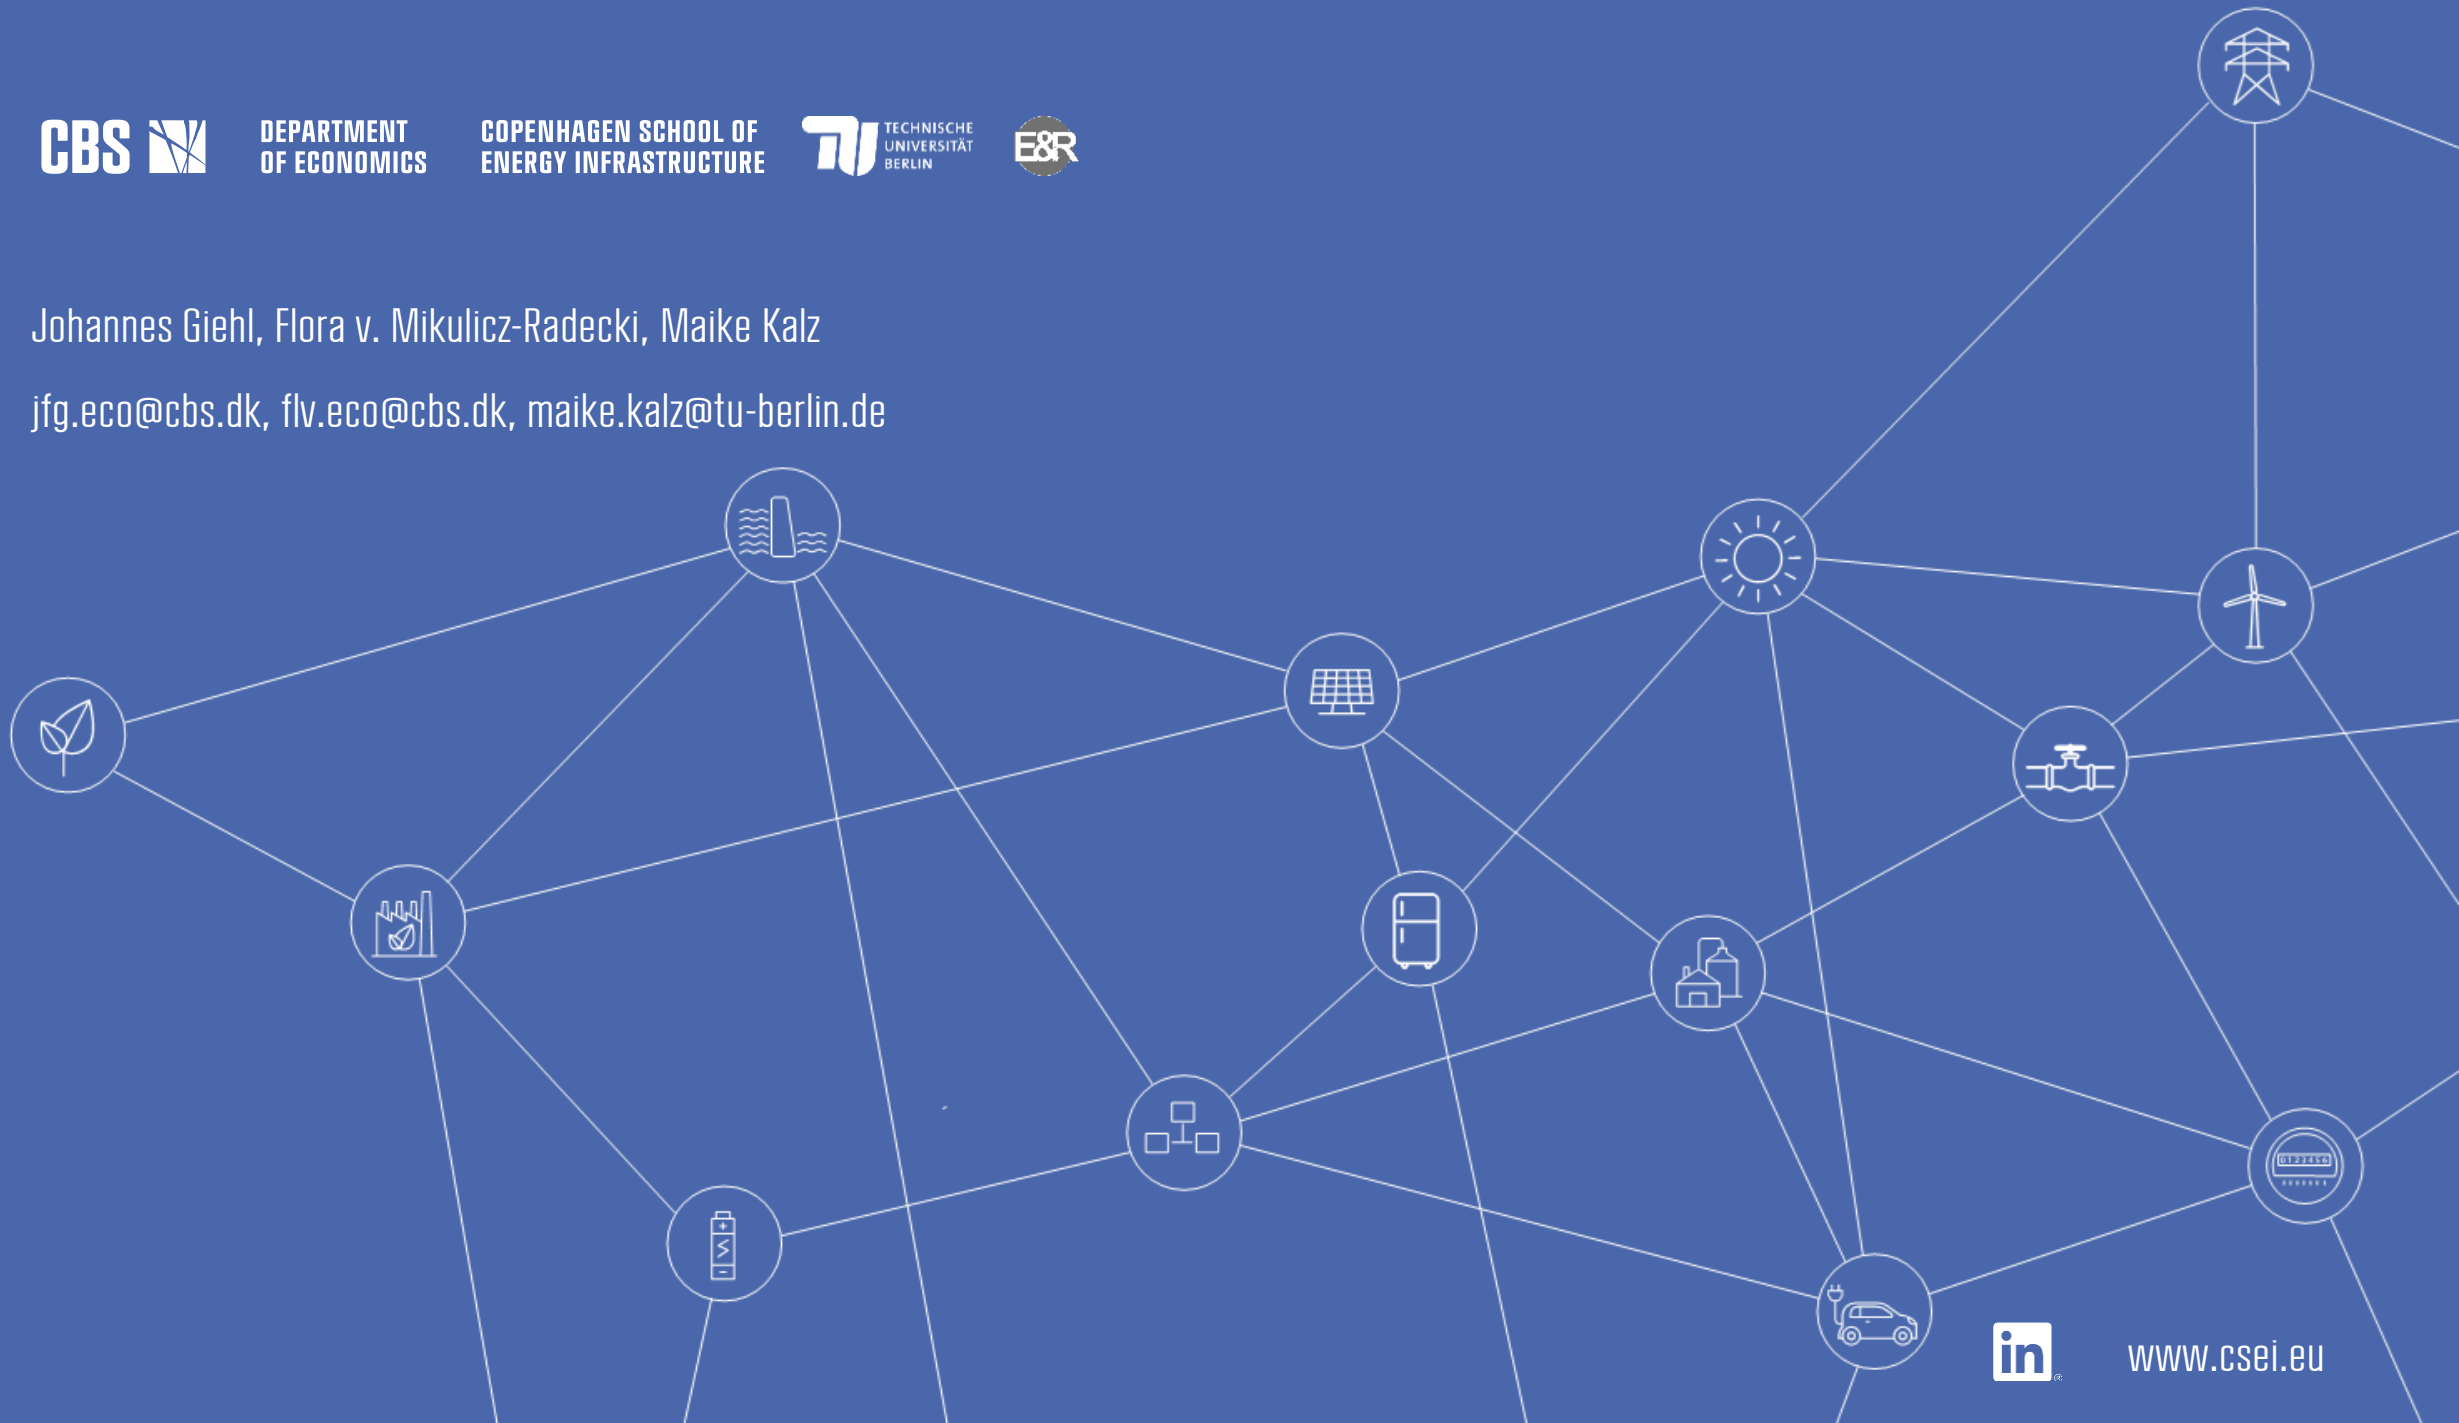 CBS
DEPARTMENT
OF ECONOMICS
COPENHAGEN SCHOOL OF
ENERGY INFRASTRUCTURE
TECHNISCHE
UNIVERSITÄT
BERLIN
E&R
Johannes Giehl, Flora v. Mikulicz-Radecki, Maike Kalz
jfg.eco@cbs.dk, flv.eco@cbs.dk, maike.kalz@tu-berlin.de
0123456
in
www.csei.eu